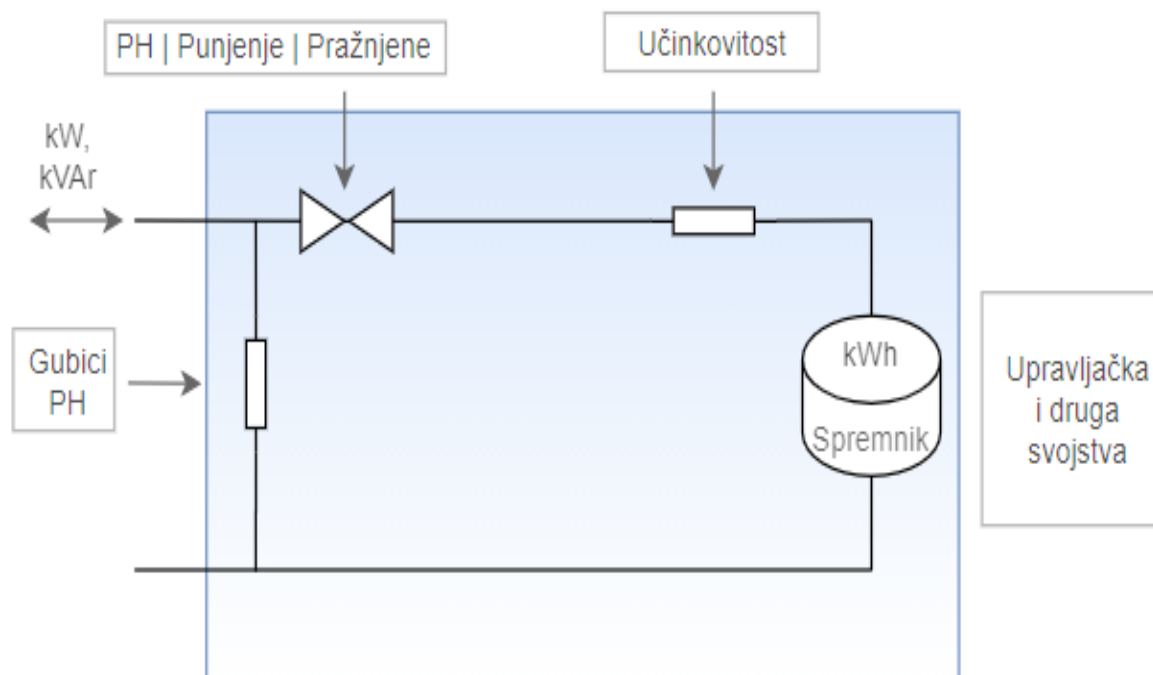 PH | Punjenje | Pražnjene
Učinkovitost
kW,
kVAr
Gubici
PH
kWh
Spremnik
Upravljačka
i druga
svojstva